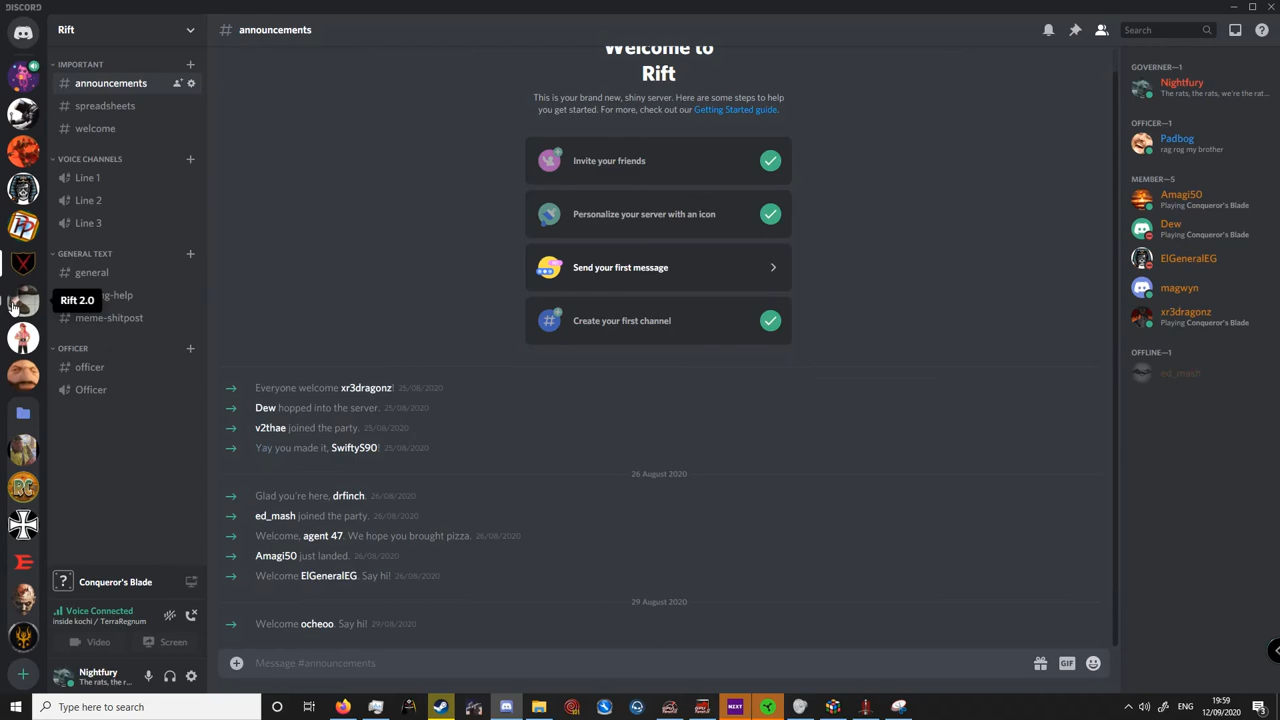 DISCORD
Rift
# announcements
Search
IMPORTANT
announcements
spreadsheets
welcome
VOICE CHANNELS
Line 1
Line 2
Line 3
GENERAL TEXT
general
g-help
Rift 2.0
meme-shitpost
OFFICER
officer
Officer
Conqueror's Blade
Voice Connected
inside kochi / TerraRegnum
Video
Screen
Nightfury
The rats, the r...
Welcome to
Rift
This is your brand new, shiny server. Here are some steps to help
you get started. For more, check out our Getting Started guide.
Invite your friends
Personalize your server with an icon
Send your first message
Create your first channel
Everyone welcome xr3dragonz! 25/08/2020
Dew hopped into the server. 25/08/2020
v2thae joined the party. 25/08/2020
Yay you made it, SwiftyS90! 25/08/2020
26 August 2020
Glad you're here, drfinch. 26/08/2020
ed_mash joined the party. 26/08/2020
Welcome, agent 47. We hope you brought pizza. 26/08/2020
Amagi50 just landed. 26/08/2020
Welcome ElGeneralEG. Say hi! 26/08/2020
29 August 2020
Welcome ocheoo. Say hi! 29/08/2020
Message #announcements
GIF
GOVERNER—1
Nightfury
The rats, the rats, we're the rat...
OFFICER—1
Padbog
rag rog my brother
MEMBER—5
Amagi50
Playing Conqueror's Blade
Dew
Playing Conqueror's Blade
ElGeneralEG
magwyn
xr3dragonz
Playing Conqueror's Blade
OFFLINE—1
ed_mash
Type here to search
NZXT
ENG
19:59
12/09/2020